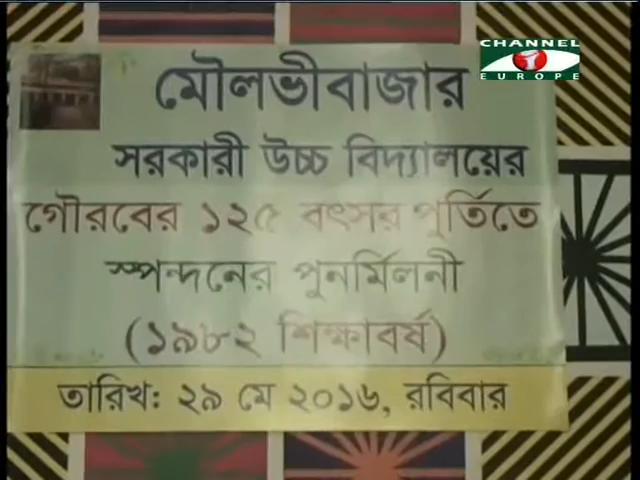 CHANNEL
i
EUROPE
মৌলভীবাজার
সরকারী উচ্চ বিদ্যালয়ের
গৌরবের ১২৫ বৎসর পুর্তিতে
স্পন্দনের পুনর্মিলনী
(১৯৮২ শিক্ষাবর্ষ)
তারিখ: ২৯ মে ২০১৬, রবিবার